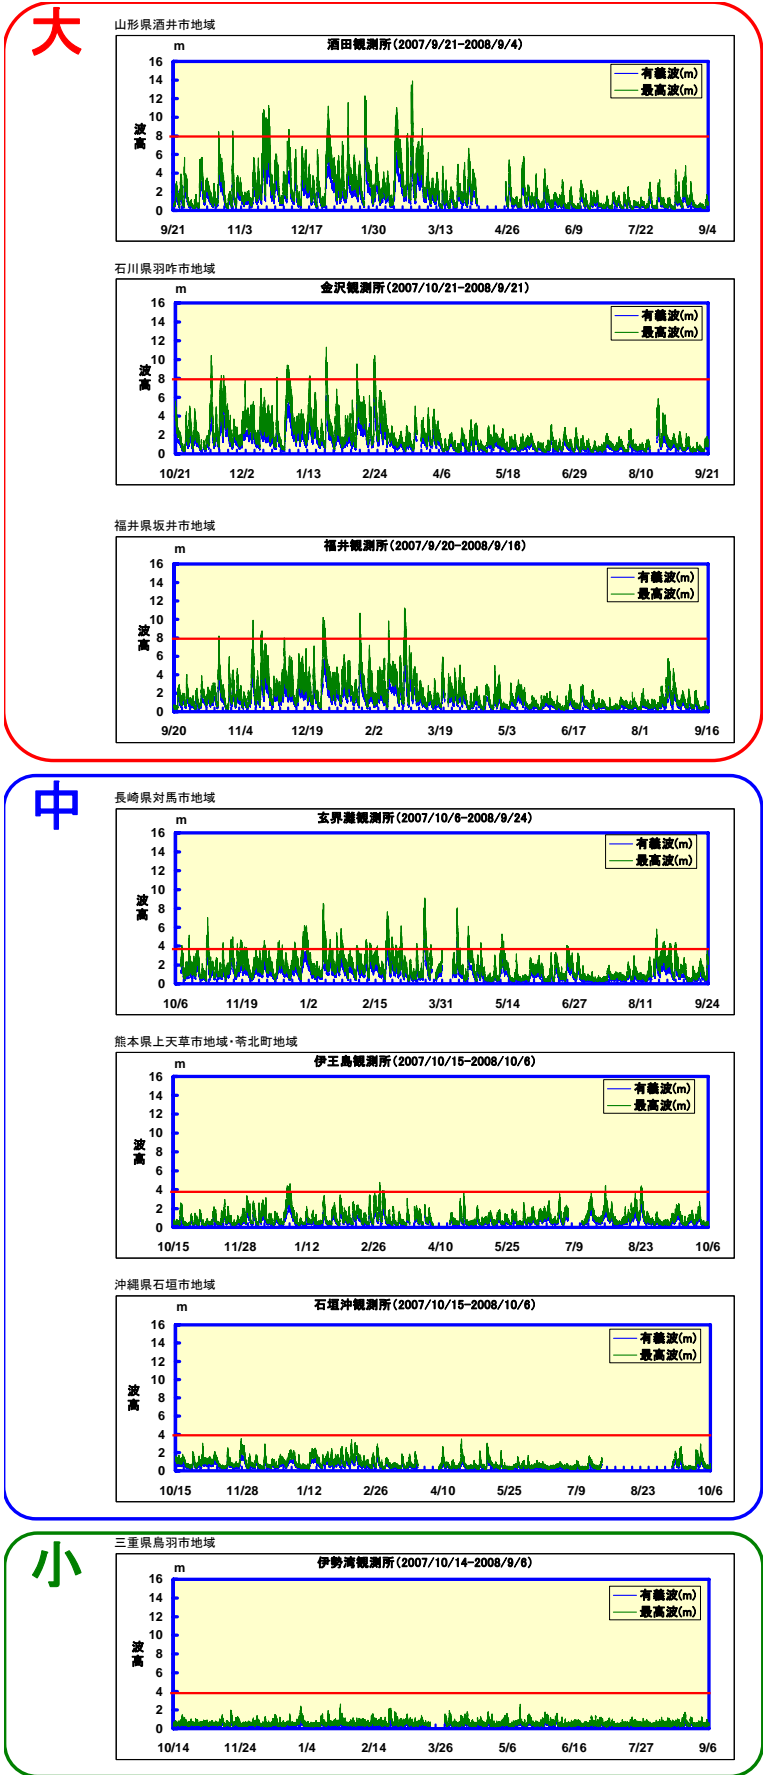 大
山形県酒井市地域
酒田観測所(2007/9/21-2008/9/4)
m
有義波(m)
最高波(m)
波高
16
14
12
10
8
6
4
2
0
9/21 11/3 12/17 1/30 3/13 4/26 6/9 7/22 9/4
石川県羽咋市地域
金沢観測所(2007/10/21-2008/9/21)
m
有義波(m)
最高波(m)
波高
16
14
12
10
8
6
4
2
0
10/21 12/2 1/13 2/24 4/6 5/18 6/29 8/10 9/21
福井県坂井市地域
福井観測所(2007/9/20-2008/9/16)
m
有義波(m)
最高波(m)
波高
16
14
12
10
8
6
4
2
0
9/20 11/4 12/19 2/2 3/19 5/3 6/17 8/1 9/16
中
長崎県対馬市地域
玄界灘観測所(2007/10/6-2008/9/24)
m
有義波(m)
最高波(m)
波高
16
14
12
10
8
6
4
2
0
10/6 11/19 1/2 2/15 3/31 5/14 6/27 8/11 9/24
熊本県上天草市地域・苓北町地域
伊王島観測所(2007/10/15-2008/10/6)
m
有義波(m)
最高波(m)
波高
16
14
12
10
8
6
4
2
0
10/15 11/28 1/12 2/26 4/10 5/25 7/9 8/23 10/6
沖縄県石垣市地域
石垣沖観測所(2007/10/15-2008/10/6)
m
有義波(m)
最高波(m)
波高
16
14
12
10
8
6
4
2
0
10/15 11/28 1/12 2/26 4/10 5/25 7/9 8/23 10/6
小
三重県鳥羽市地域
伊勢湾観測所(2007/10/14-2008/9/6)
m
有義波(m)
最高波(m)
波高
16
14
12
10
8
6
4
2
0
10/14 11/24 1/4 2/14 3/26 5/6 6/16 7/27 9/6